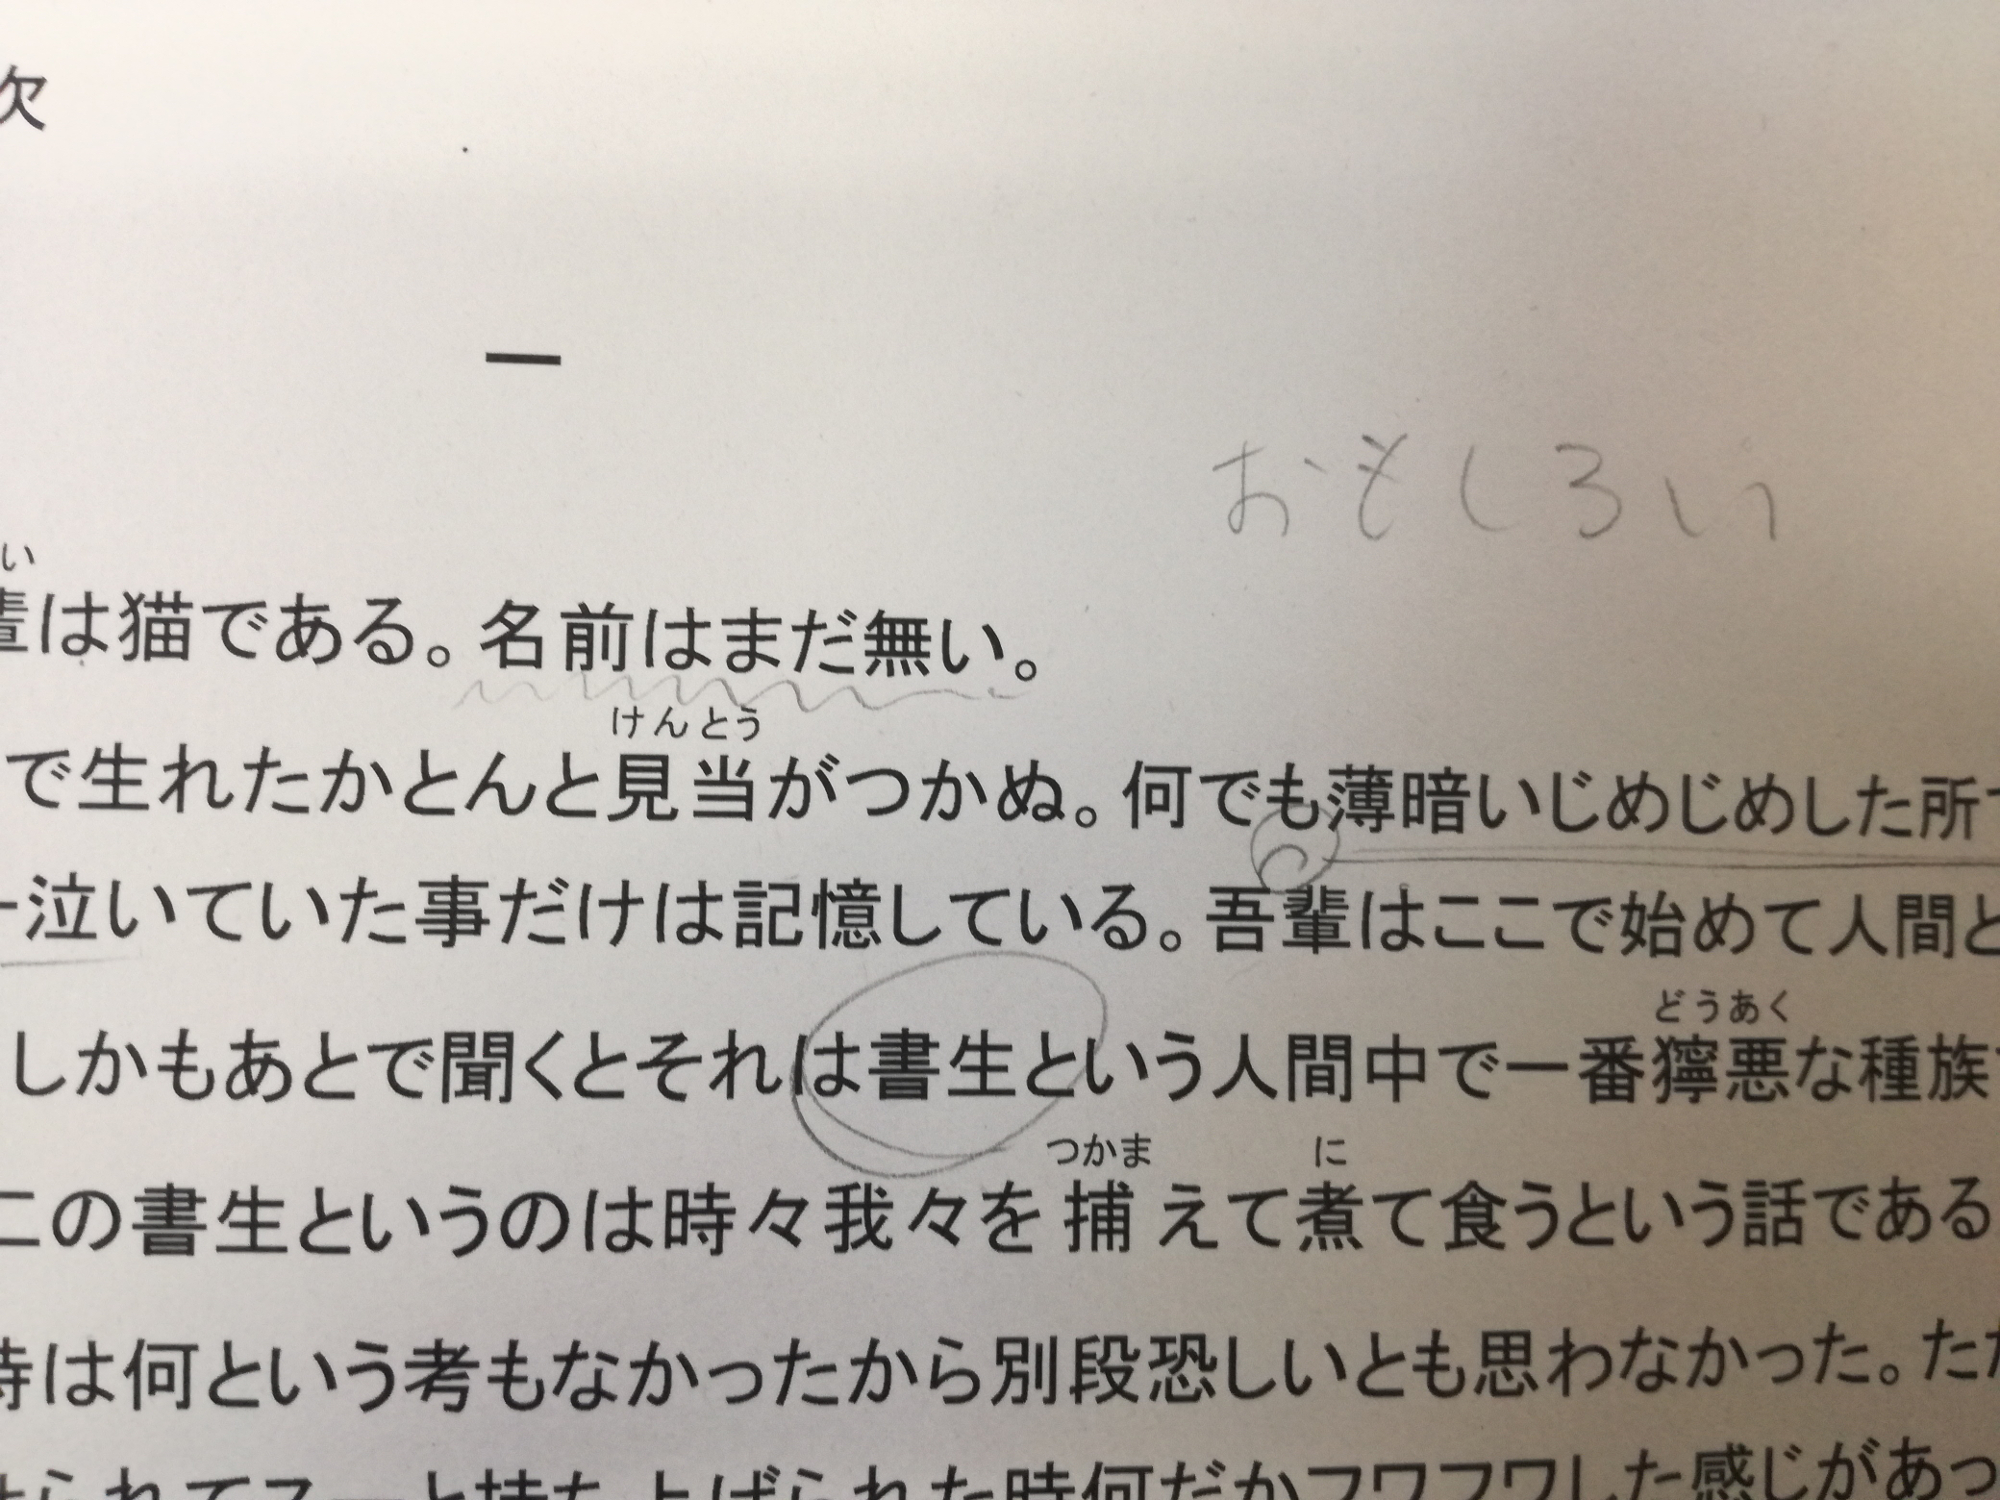 次
一
おもしろい
い
輩は猫である。名前はまだ無い。
けんとう
で生れたかとんと見当がつかぬ。何でも薄暗いじめじめした所で
ー泣いていた事だけは記憶している。吾輩はここで始めて人間と
どうあく
しかもあとで聞くとそれは書生という人間中で一番獰悪な種族で
つかま に
この書生というのは時々我々を捕えて煮て食うという話である
時は何という考もなかったから別段恐しいとも思わなかった。ただ
せられてスーと持ち上げられた時何だかフワフワした感じがあっ